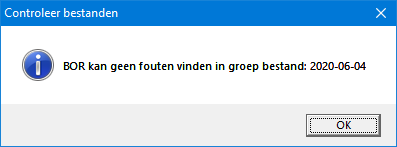 Controleer bestanden
BOR kan geen fouten vinden in groep bestand: 2020-06-04
OK